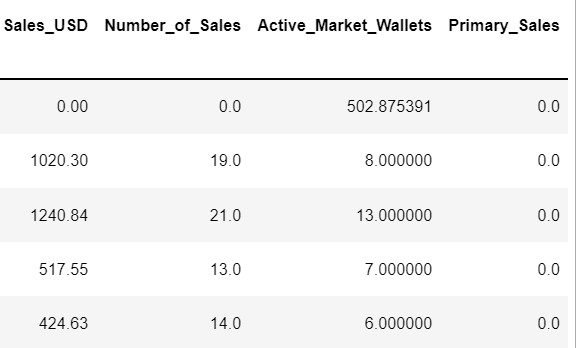 Sales_USD Number_of_Sales Active_Market_Wallets Primary_Sales
0.00 0.0 502.875391 0.0
1020.30 19.0 8.000000 0.0
1240.84 21.0 13.000000 0.0
517.55 13.0 7.000000 0.0
424.63 14.0 6.000000 0.0